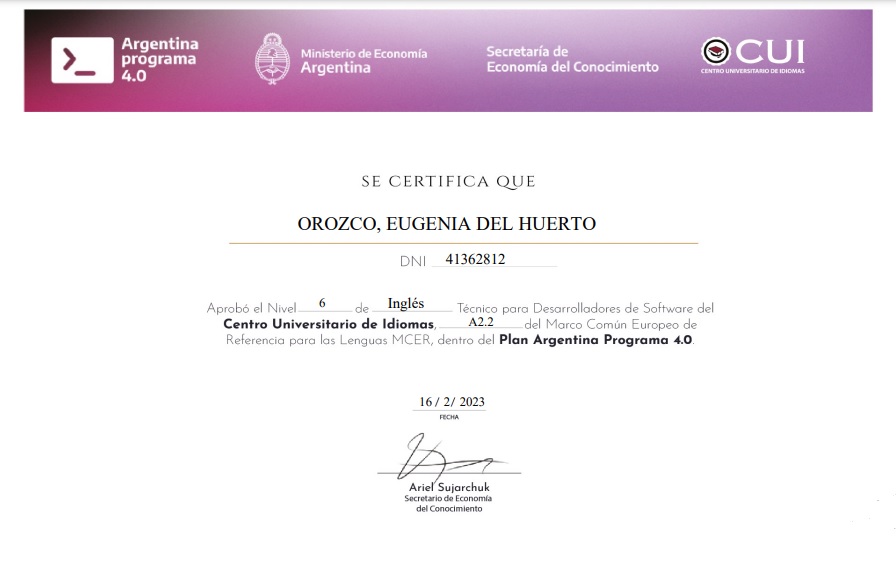 Argentina
programa
4.0
Ministerio de Economía
Argentina
Secretaría de
Economía del Conocimiento
CUI
CENTRO UNIVERSITARIO DE IDIOMAS
SE CERTIFICA QUE
OROZCO, EUGENIA DEL HUERTO
DNI 41362812
Aprobó el Nivel 6 de Inglés Técnico para Desarrolladores de Software del
Centro Universitario de Idiomas, A2.2 del Marco Común Europeo de
Referencia para las Lenguas MCER, dentro del Plan Argentina Programa 4.0.
16 / 2/ 2023
FECHA
Ariel Sujarchuk
Secretario de Economía
del Conocimiento